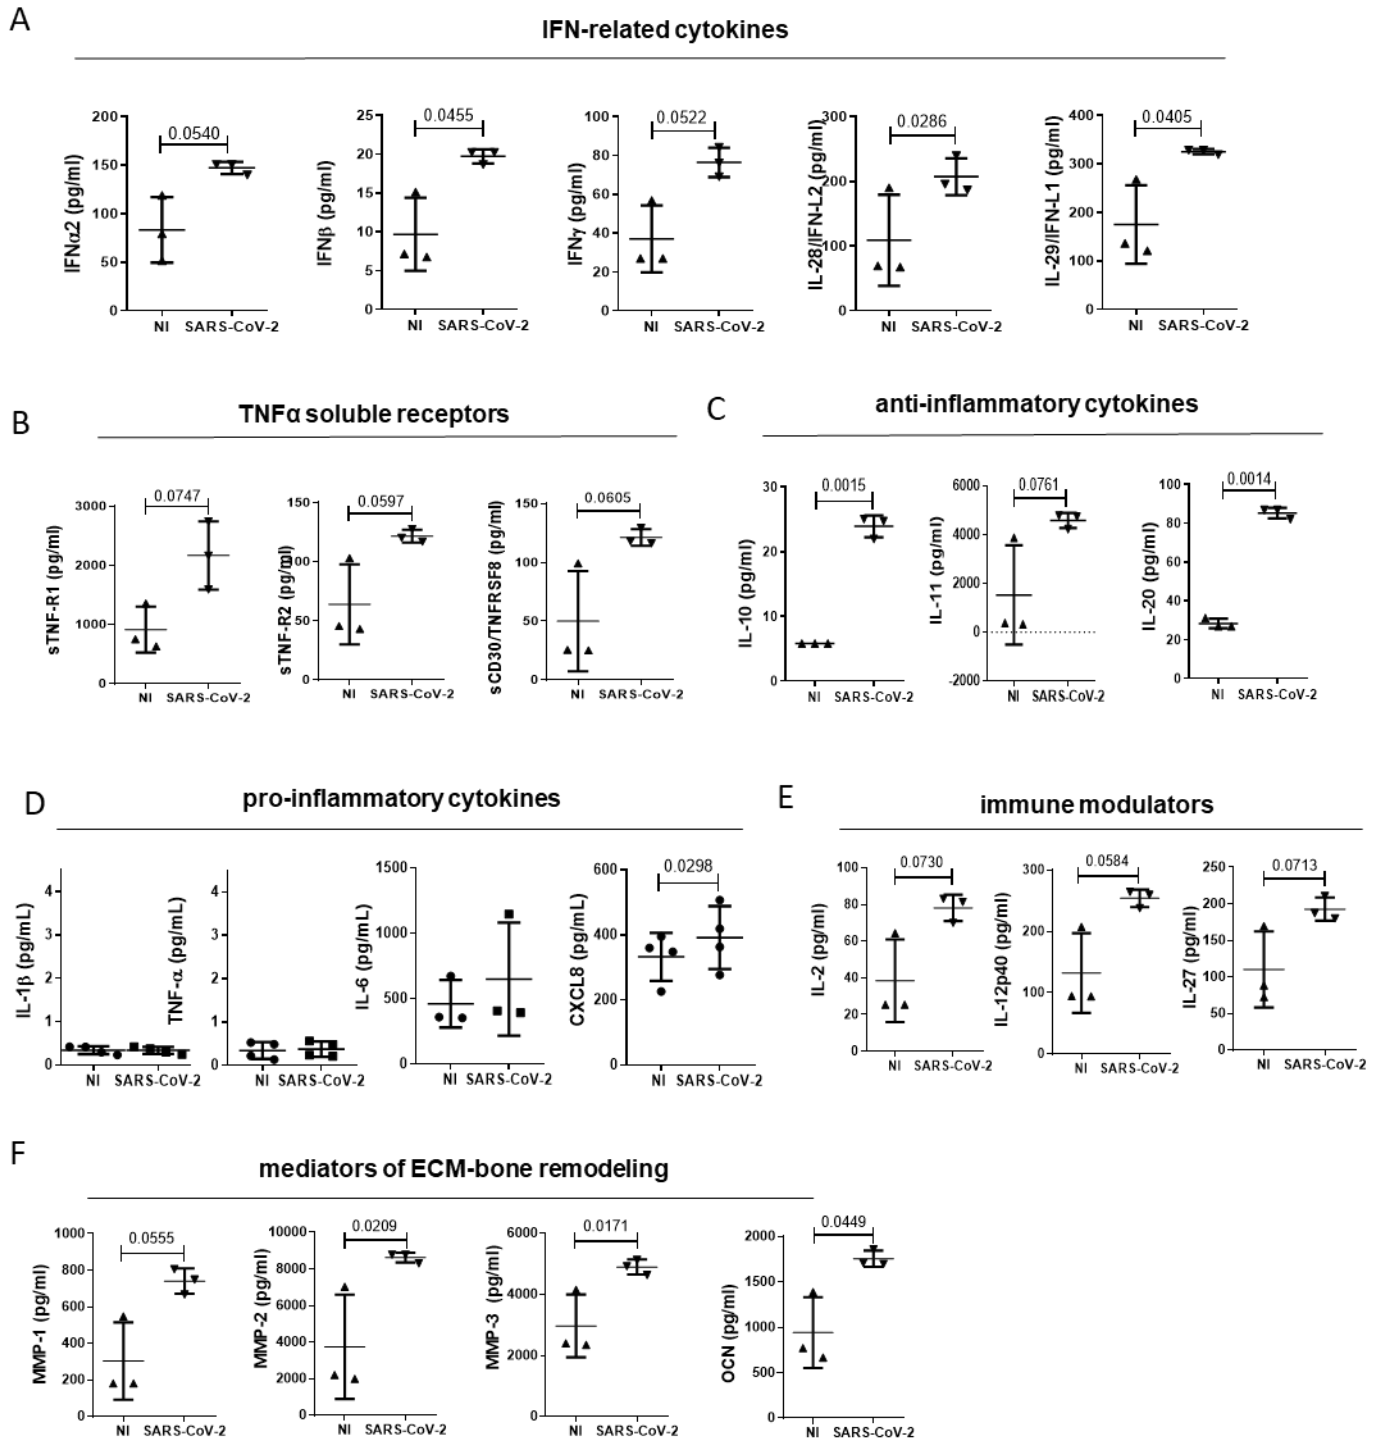 A
IFN-related cytokines
IFNα2 (pg/ml)
200
150
100
50
0
0.0540
NI
SARS-CoV-2
IFNβ (pg/ml)
25
20
15
10
5
0
0.0455
NI
SARS-CoV-2
IFNγ (pg/ml)
100
80
60
40
20
0
0.0522
NI
SARS-CoV-2
IL-28/IFN-L2 (pg/ml)
300
200
100
0
0.0286
NI
SARS-CoV-2
IL-29/IFN-L1 (pg/ml)
400
300
200
100
0
0.0405
NI
SARS-CoV-2
B
TNFα soluble receptors
sTNF-R1 (pg/ml)
3000
2000
1000
0
0.0747
NI
SARS-CoV-2
sTNF-R2 (pg/ml)
150
100
50
0
0.0597
NI
SARS-CoV-2
sCD30/TNFRSF8 (pg/ml)
150
100
50
0
0.0605
NI
SARS-CoV-2
C
anti-inflammatory cytokines
IL-10 (pg/ml)
30
20
10
0
0.0015
NI
SARS-CoV-2
IL-11 (pg/ml)
6000
4000
2000
0
-2000
0.0761
NI
SARS-CoV-2
IL-20 (pg/ml)
100
80
60
40
20
0
0.0014
NI
SARS-CoV-2
D
pro-inflammatory cytokines
IL-1β (pg/mL)
4
3
2
1
0
NI
SARS-CoV-2
TNF-α (pg/mL)
4
3
2
1
0
NI
SARS-CoV-2
IL-6 (pg/mL)
1500
1000
500
0
NI
SARS-CoV-2
CXCL8 (pg/mL)
600
400
200
0
0.0298
NI
SARS-CoV-2
E
immune modulators
IL-2 (pg/ml)
100
80
60
40
20
0
0.0730
NI
SARS-CoV-2
IL-12p40 (pg/ml)
300
200
100
0
0.0584
NI
SARS-CoV-2
IL-27 (pg/ml)
250
200
150
100
50
0
0.0713
NI
SARS-CoV-2
F
mediators of ECM-bone remodeling
MMP-1 (pg/ml)
1000
800
600
400
200
0
0.0555
NI
SARS-CoV-2
MMP-2 (pg/ml)
10000
8000
6000
4000
2000
0
0.0209
NI
SARS-CoV-2
MMP-3 (pg/ml)
6000
4000
2000
0
0.0171
NI
SARS-CoV-2
OCN (pg/ml)
2000
1500
1000
500
0
0.0449
NI
SARS-CoV-2